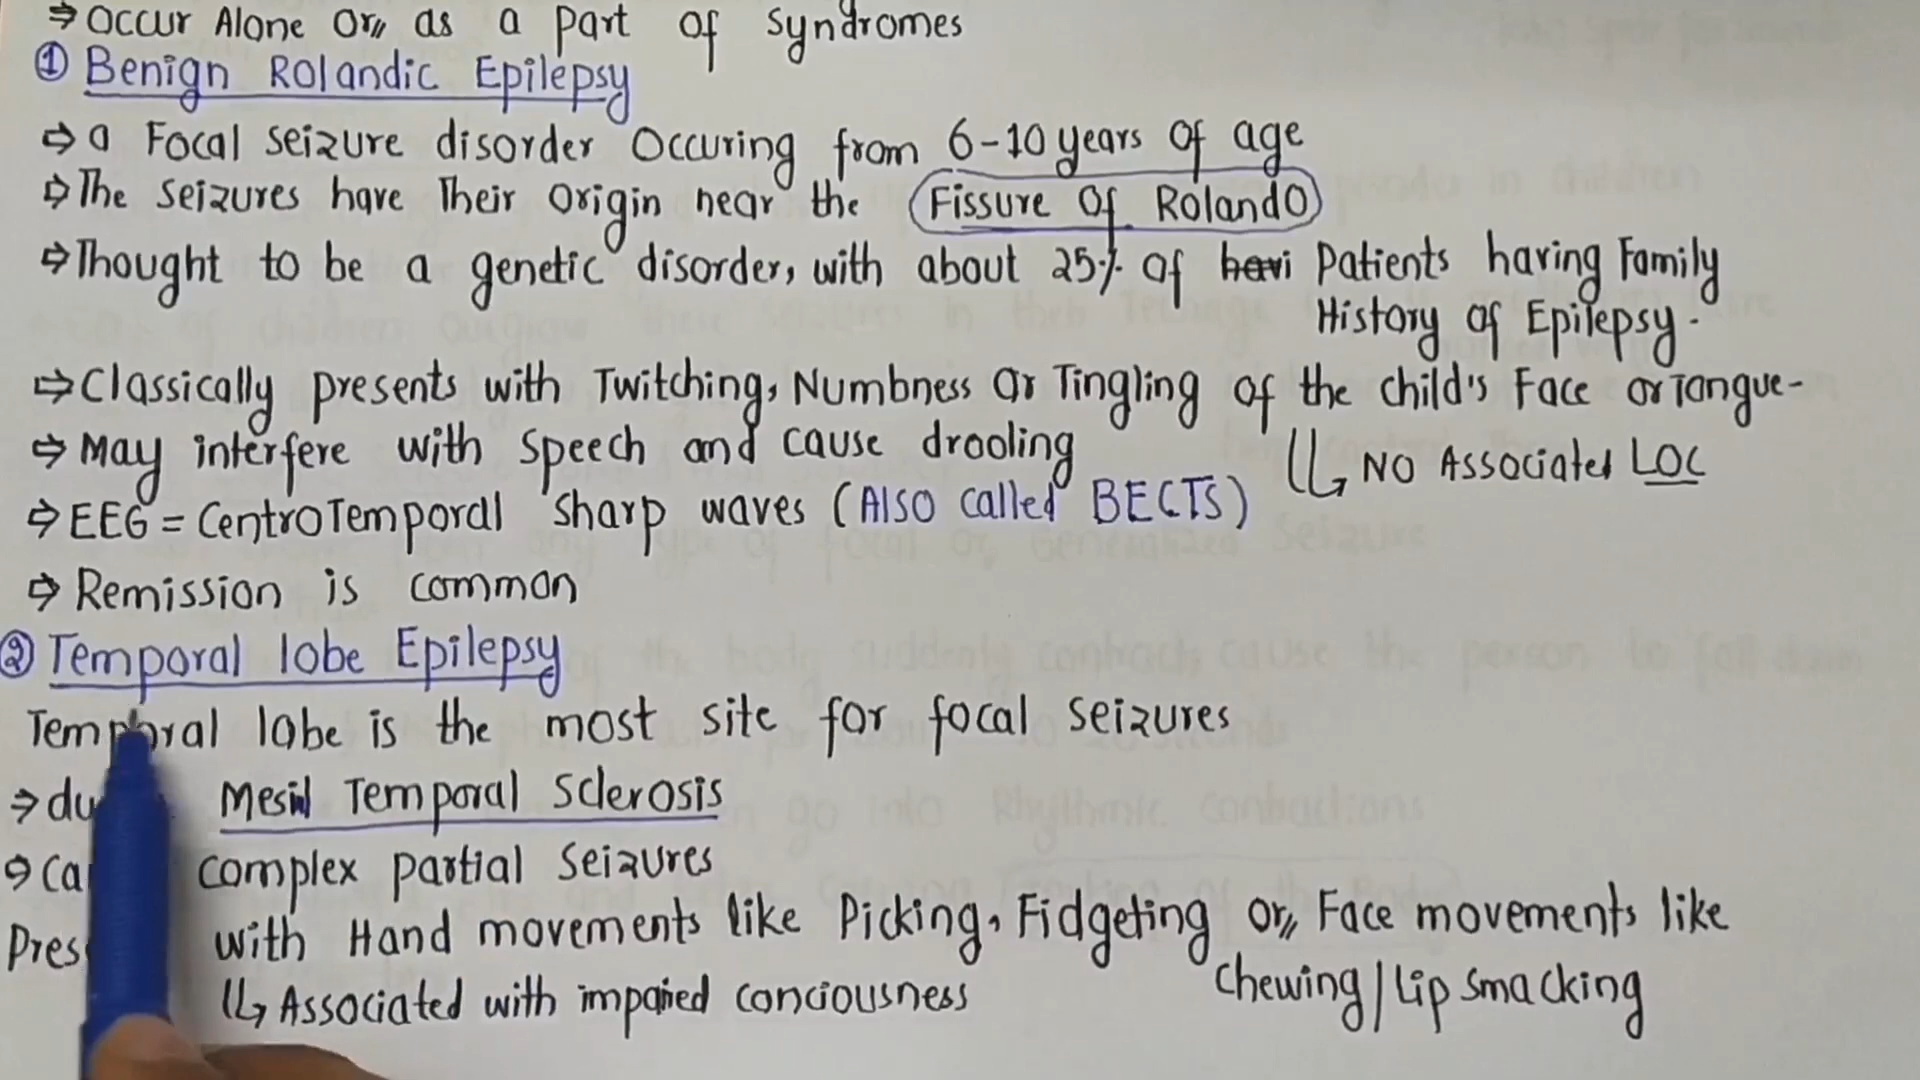 ⇒ Occur Alone Or as a part of Syndromes
① Benign Rolandic Epilepsy
⇒ a Focal seizure disorder Occuring from 6-10 years of age
⇒ The seizures have Their origin near the Fissure Of Rolando
⇒ Thought to be a genetic disorder, with about 25% of havi Patients having Family
History of Epilepsy.
⇒ Classically presents with Twitching, Numbness Or Tingling of the child's Face or Tongue-
⇒ May interfere with speech and cause drooling
↳ NO Associated LOC
⇒ EEG = CentroTemporal Sharp waves (Also called BECTS)
⇒ Remission is common
② Temporal lobe Epilepsy
Temporal lobe is the most site for focal seizures
⇒ Mesial Temporal Sclerosis
⇒ complex partial Seizures
with Hand movements like Picking, Fidgeting Or Face movements like
Chewing / Lip Smacking
↳ Associated with impaired conciousness